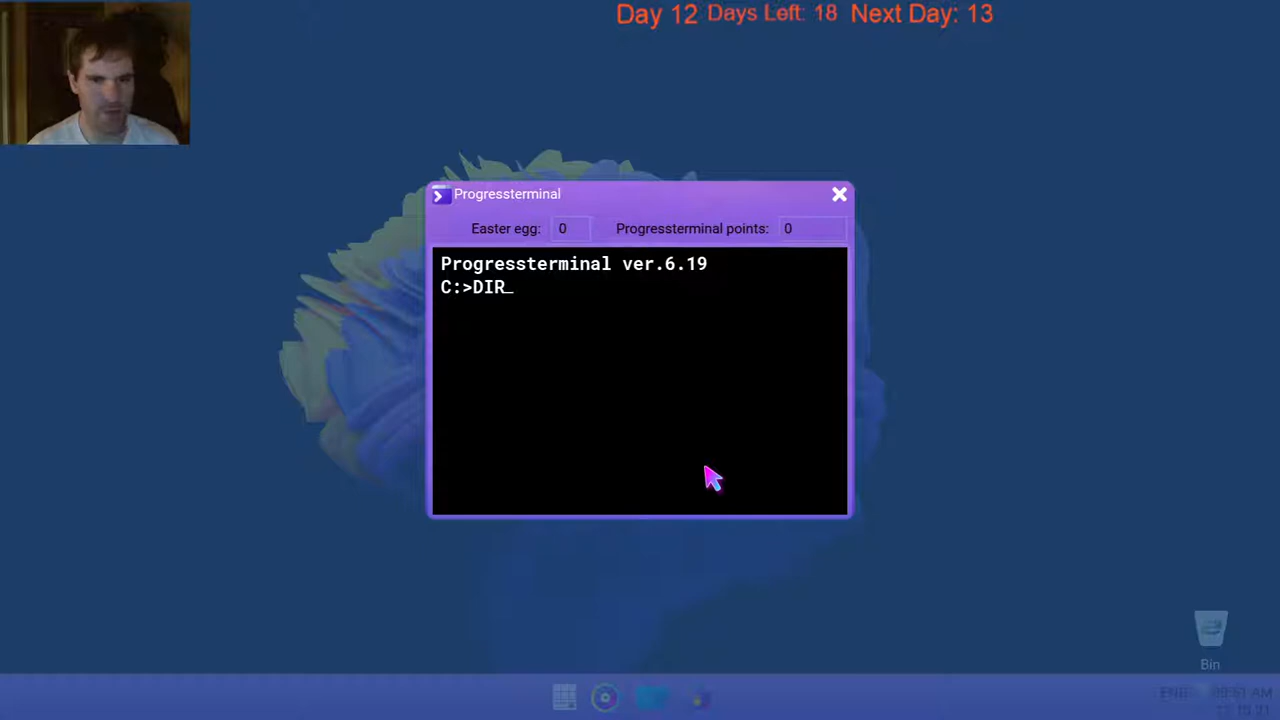 Day 12 Days Left: 18 Next Day: 13
Progressterminal
Easter egg: 0 Progressterminal points: 0
Progressterminal ver.6.19
C:>DIR_
Bin
ENG